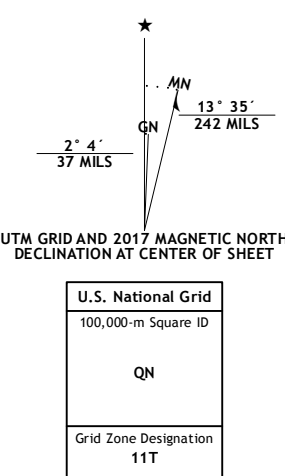 ★
MN
13° 35´
242 MILS
GN
2° 4´
37 MILS
UTM GRID AND 2017 MAGNETIC NORTH
DECLINATION AT CENTER OF SHEET
U.S. National Grid
100,000-m Square ID
QN
Grid Zone Designation
11T